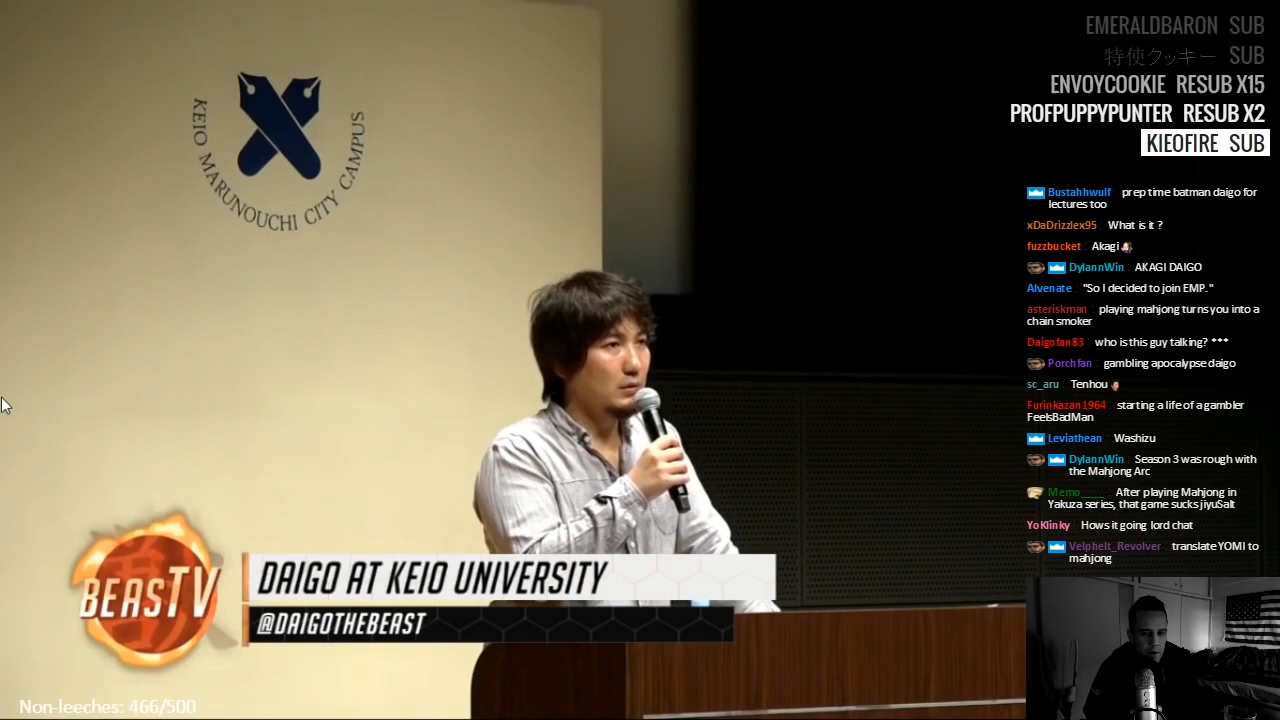 KEIO MARUNOUCHI CITY CAMPUS
BEASTV
DAIGO AT KEIO UNIVERSITY
@DAIGOTHEBEAST
Non-leeches: 466/500
EMERALDBARON SUB
特使クッキー SUB
ENVOYCOOKIE RESUB X15
PROFPUPPYPUNTER RESUB X2
KIEOFIRE SUB
Bustahhwulf prep time batman daigo for
lectures too
xDaDrizzlex95 What is it ?
fuzzbucket : Akagi
DylannWin : AKAGI DAIGO
Alvenate : "So I decided to join EMP."
asteriskman : playing mahjong turns you into a
chain smoker
Daigofan83 : who is this guy talking? ***
Porchfan : gambling apocalypse daigo
sc_aru : Tenhou
Furinkazan1964 : starting a life of a gambler
FeelsBadMan
Leviathean : Washizu
DylannWin : Season 3 was rough with
the Mahjong Arc
Memo____ : After playing Mahjong in
Yakuza series, that game sucks jiyuSalt
YoKlinky Hows it going lord chat
Velphelt_Revolver : translate YOMI to
mahjong